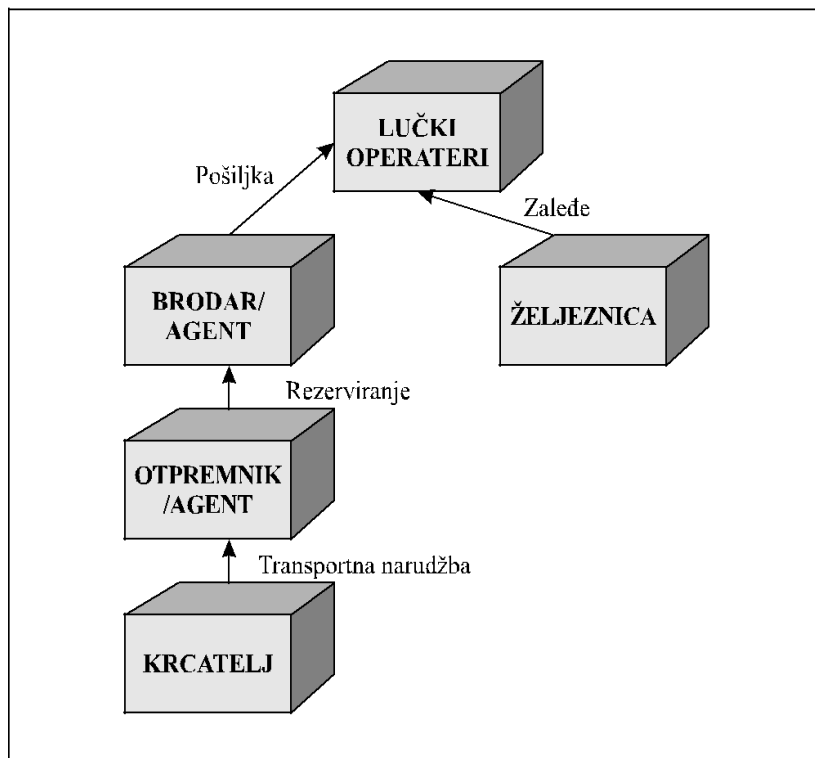 LUČKI
OPERATERI
Pošiljka
Zaleđe
BRODAR/
AGENT
ŽELJEZNICA
Rezerviranje
OTPREMNIK
/AGENT
Transportna narudžba
KRCATELJ